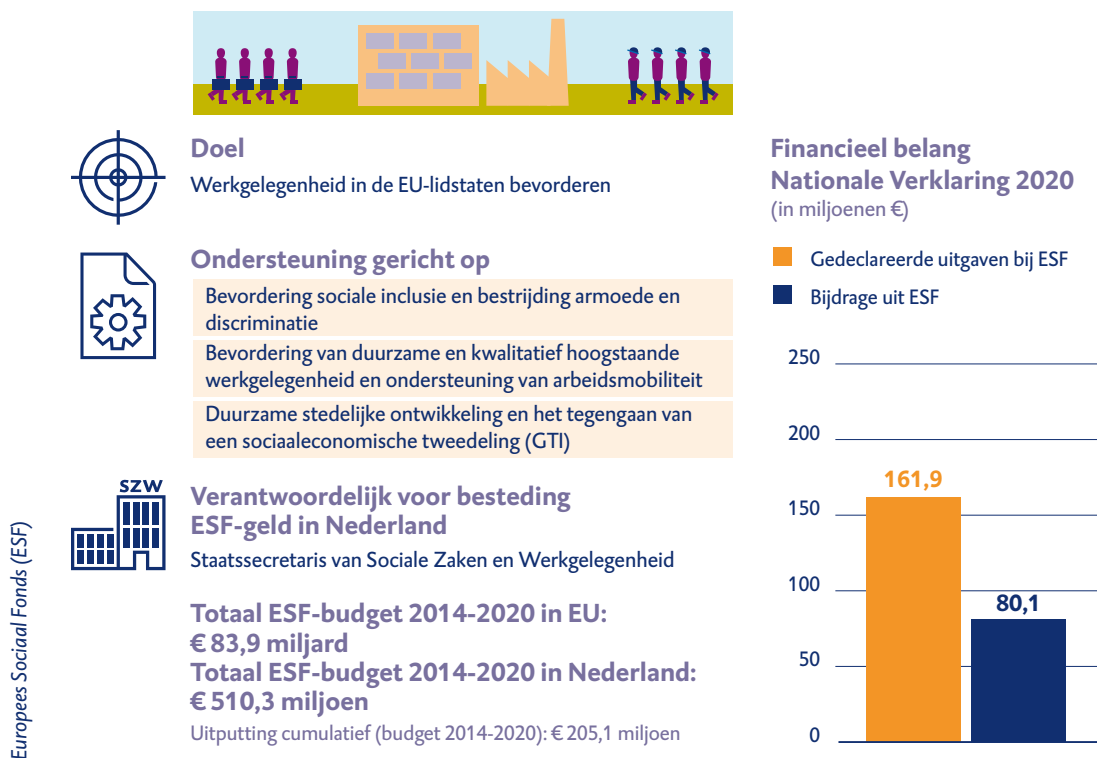 Doel
Werkgelegenheid in de EU-lidstaten bevorderen
Ondersteuning gericht op
Bevordering sociale inclusie en bestrijding armoede en
discriminatie
Bevordering van duurzame en kwalitatief hoogstaande
werkgelegenheid en ondersteuning van arbeidsmobiliteit
Duurzame stedelijke ontwikkeling en het tegengaan van
een sociaaleconomische tweedeling (GTI)
SZW
Verantwoordelijk voor besteding
ESF-geld in Nederland
Staatssecretaris van Sociale Zaken en Werkgelegenheid
Totaal ESF-budget 2014-2020 in EU:
€ 83,9 miljard
Totaal ESF-budget 2014-2020 in Nederland:
€ 510,3 miljoen
Uitputting cumulatief (budget 2014-2020): € 205,1 miljoen
Europees Sociaal Fonds (ESF)
Financieel belang
Nationale Verklaring 2020
(in miljoenen €)
Gedeclareerde uitgaven bij ESF
Bijdrage uit ESF
250
200
161,9
150
100
80,1
50
0